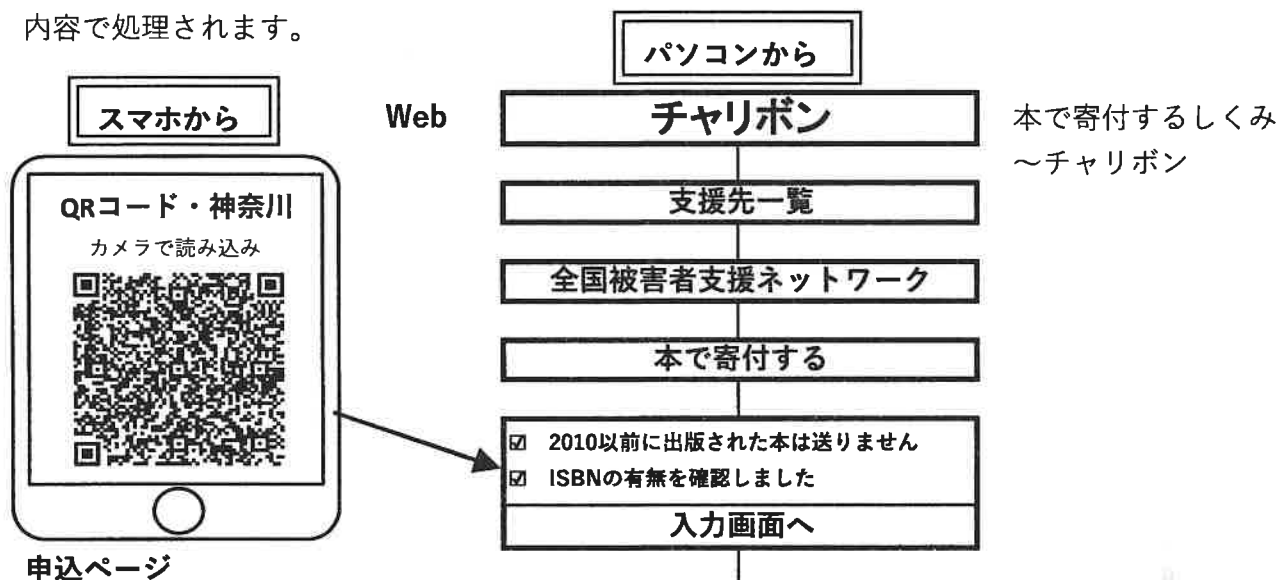 内容で処理されます。
スマホから
QRコード・神奈川
カメラで読み込み
申込ページ
パソコンから
Web
チャリボン
本で寄付するしくみ
～チャリボン
支援先一覧
全国被害者支援ネットワーク
本で寄付する
☑ 2010以前に出版された本は送りません
☑ ISBNの有無を確認しました
入力画面へ